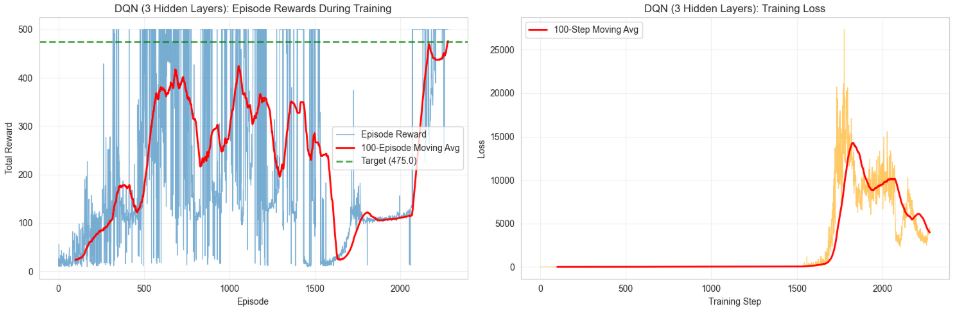 DQN (3 Hidden Layers): Episode Rewards During Training
500
400
300
200
100
0
Total Reward
Episode Reward
100-Episode Moving Avg
Target (475.0)
0 500 1000 1500 2000
Episode
DQN (3 Hidden Layers): Training Loss
100-Step Moving Avg
25000
20000
15000
10000
5000
0
Loss
0 500 1000 1500 2000
Training Step